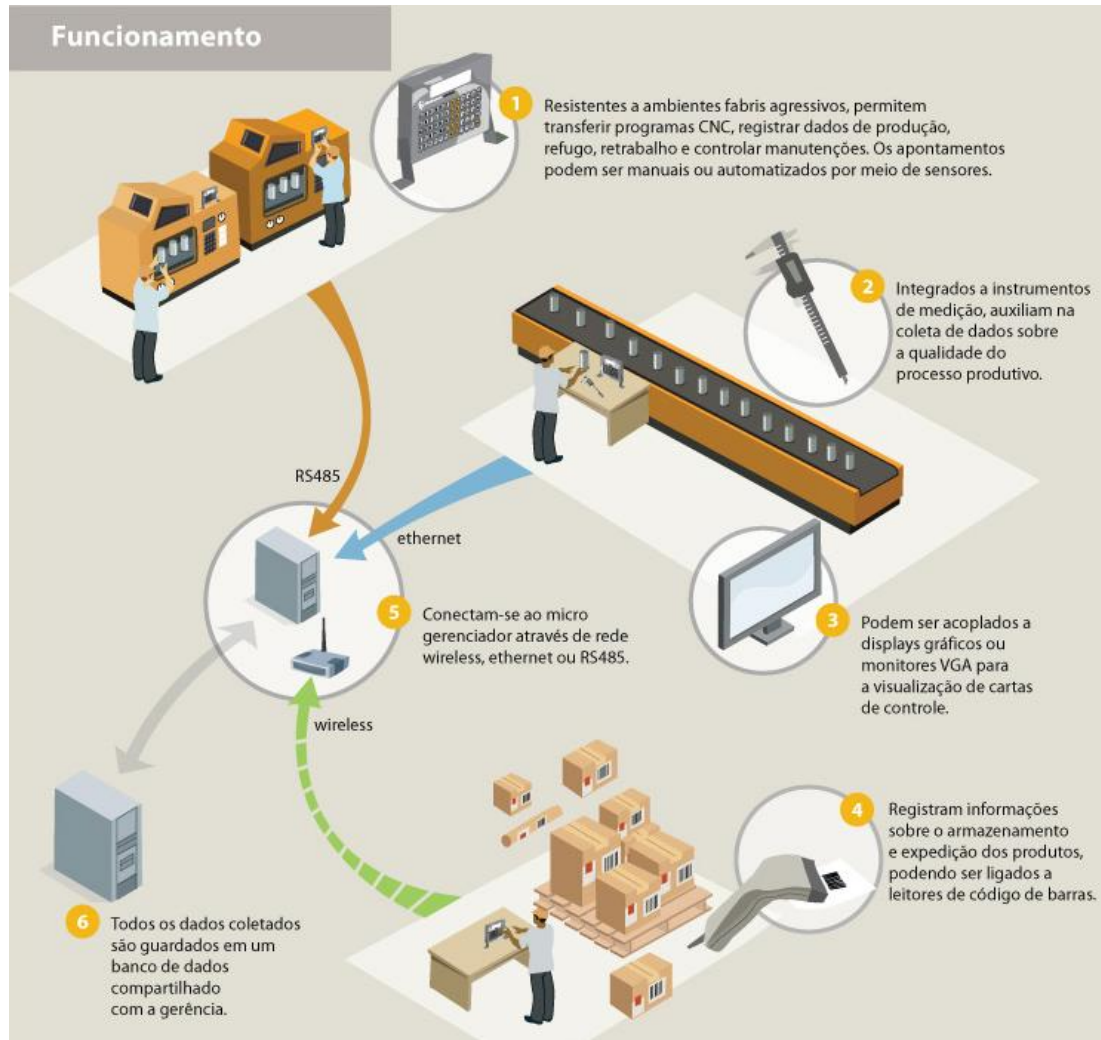 Funcionamento
1
Resistentes a ambientes fabris agressivos, permitem
transferir programas CNC, registrar dados de produção,
refugo, retrabalho e controlar manutenções. Os apontamentos
podem ser manuais ou automatizados por meio de sensores.
2
Integrados a instrumentos
de medição, auxiliam na
coleta de dados sobre
a qualidade do
processo produtivo.
RS485
ethernet
5
Conectam-se ao micro
gerenciador através de rede
wireless, ethernet ou RS485.
3
Podem ser acoplados a
displays gráficos ou
monitores VGA para
a visualização de cartas
de controle.
wireless
4
Registram informações
sobre o armazenamento
e expedição dos produtos,
podendo ser ligados a
leitores de código de barras.
6
Todos os dados coletados
são guardados em um
banco de dados
compartilhado
com a gerência.